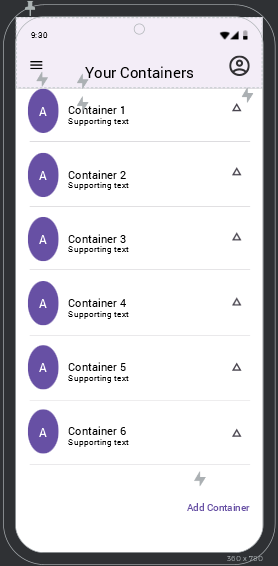 9:30
Your Containers
A
Container 1
Supporting text
A
Container 2
Supporting text
A
Container 3
Supporting text
A
Container 4
Supporting text
A
Container 5
Supporting text
A
Container 6
Supporting text
Add Container
360 x 780